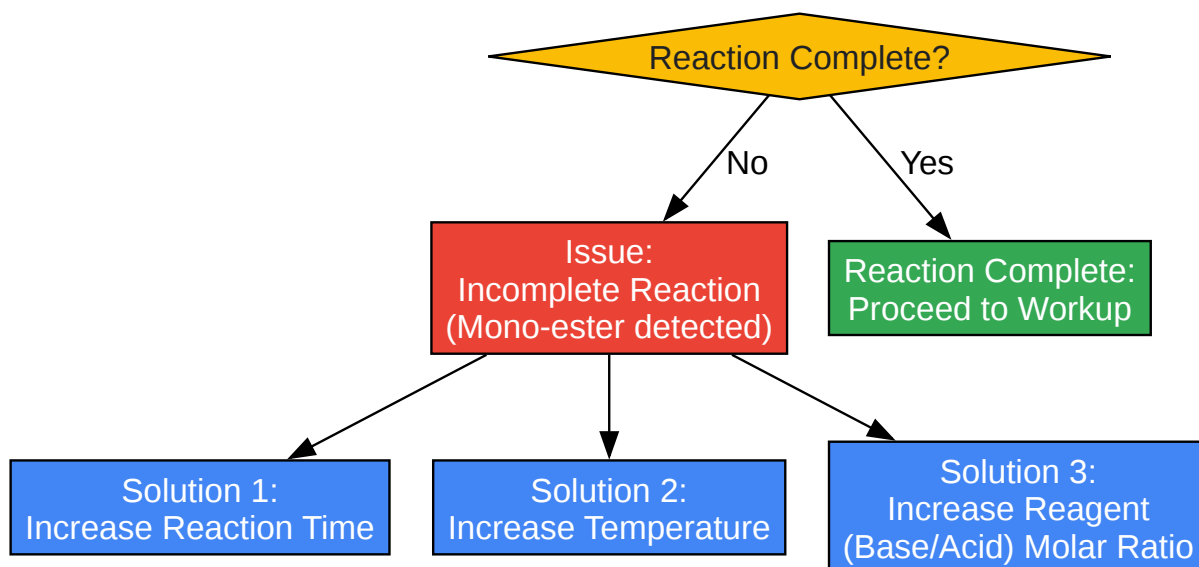 Reaction Complete?
No
Yes
Issue:
Incomplete Reaction
(Mono-ester detected)
Reaction Complete:
Proceed to Workup
Solution 1:
Increase Reaction Time
Solution 2:
Increase Temperature
Solution 3:
Increase Reagent
(Base/Acid) Molar Ratio